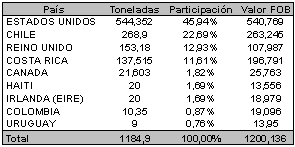 País Toneladas Participación Valor FOB
ESTADOS UNIDOS 544,352 45,94% 540,769
CHILE 268,9 22,69% 263,245
REINO UNIDO 153,18 12,93% 107,987
COSTA RICA 137,515 11,61% 196,791
CANADA 21,603 1,82% 25,763
HAITI 20 1,69% 13,556
IRLANDA (EIRE) 20 1,69% 18,979
COLOMBIA 10,35 0,87% 19,096
URUGUAY 9 0,76% 13,95
Total 1184,9 100,00% 1200,136